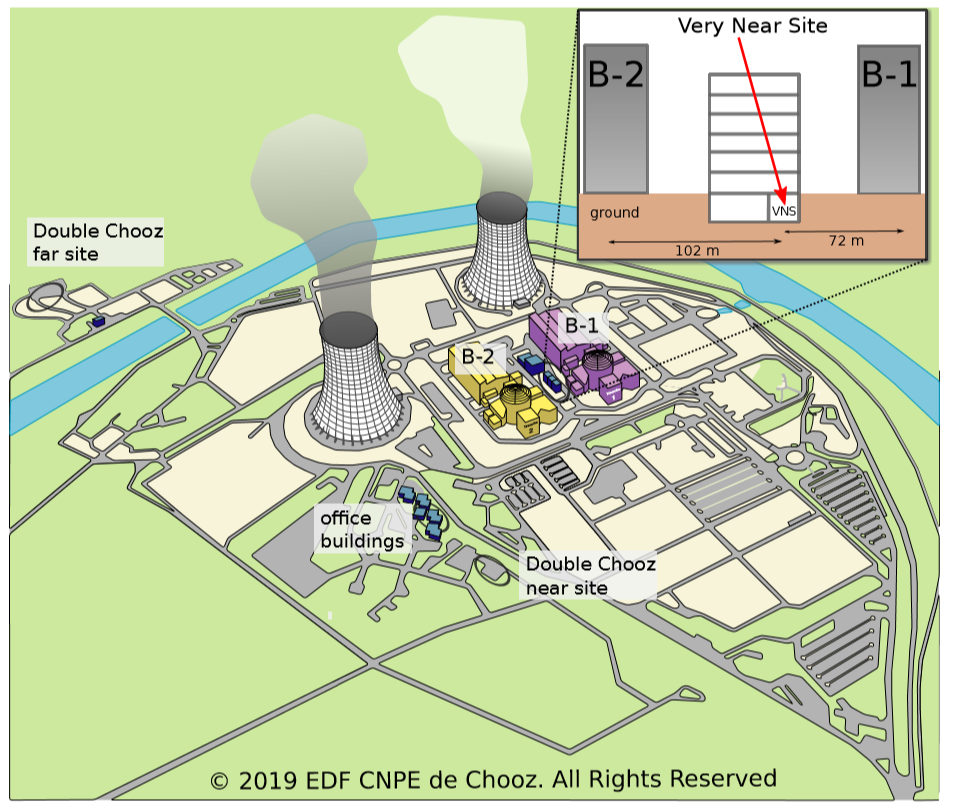 Very Near Site
B-2
B-1
VNS
ground
102 m
72 m
Double Chooz
far site
B-1
B-2
office
buildings
Double Chooz
near site
© 2019 EDF CNPE de Chooz. All Rights Reserved